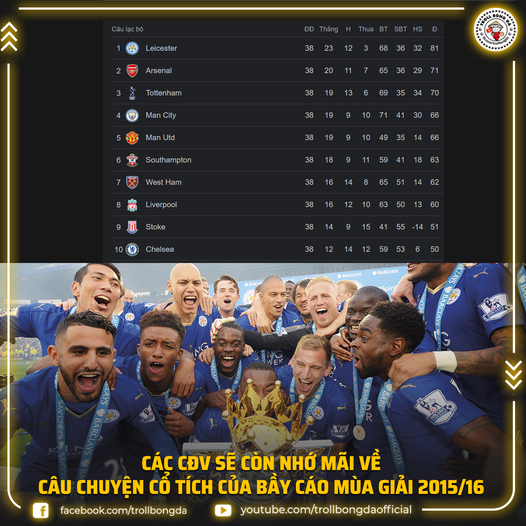 TROLL BÓNG ĐÁ
Câu lạc bộ ĐĐ Thắng H Thua BT SBT HS Đ
1 Leicester 38 23 12 3 68 36 32 81
2 Arsenal 38 20 11 7 65 36 29 71
3 Tottenham 38 19 13 6 69 35 34 70
4 Man City 38 19 9 10 71 41 30 66
5 Man Utd 38 19 9 10 49 35 14 66
6 Southampton 38 18 9 11 59 41 18 63
7 West Ham 38 16 14 8 65 51 14 62
8 Liverpool 38 16 12 10 63 50 13 60
9 Stoke 38 14 9 15 41 55 -14 51
10 Chelsea 38 12 14 12 59 53 6 50
CÁC CĐV SẼ CÒN NHỚ MÃI VỀ
CÂU CHUYỆN CỔ TÍCH CỦA BẦY CÁO MÙA GIẢI 2015/16
facebook.com/trollbongda youtube.com/trollbongdaofficial